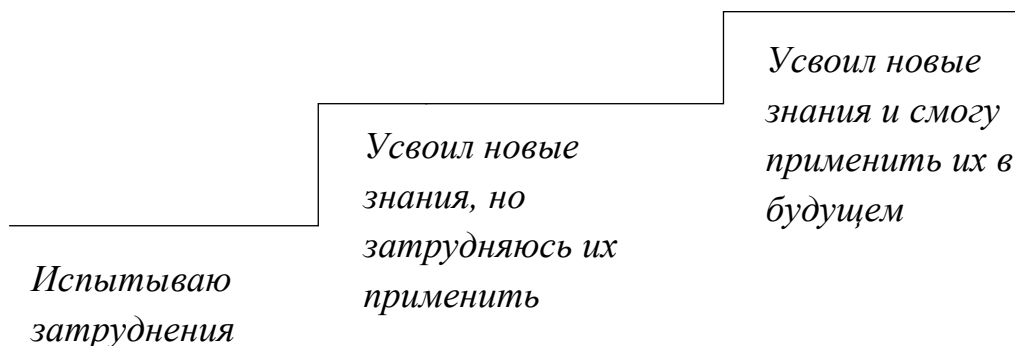 Испытываю
затруднения
Усвоил новые
знания, но
затрудняюсь их
применить
Усвоил новые
знания и смогу
применить их в
будущем